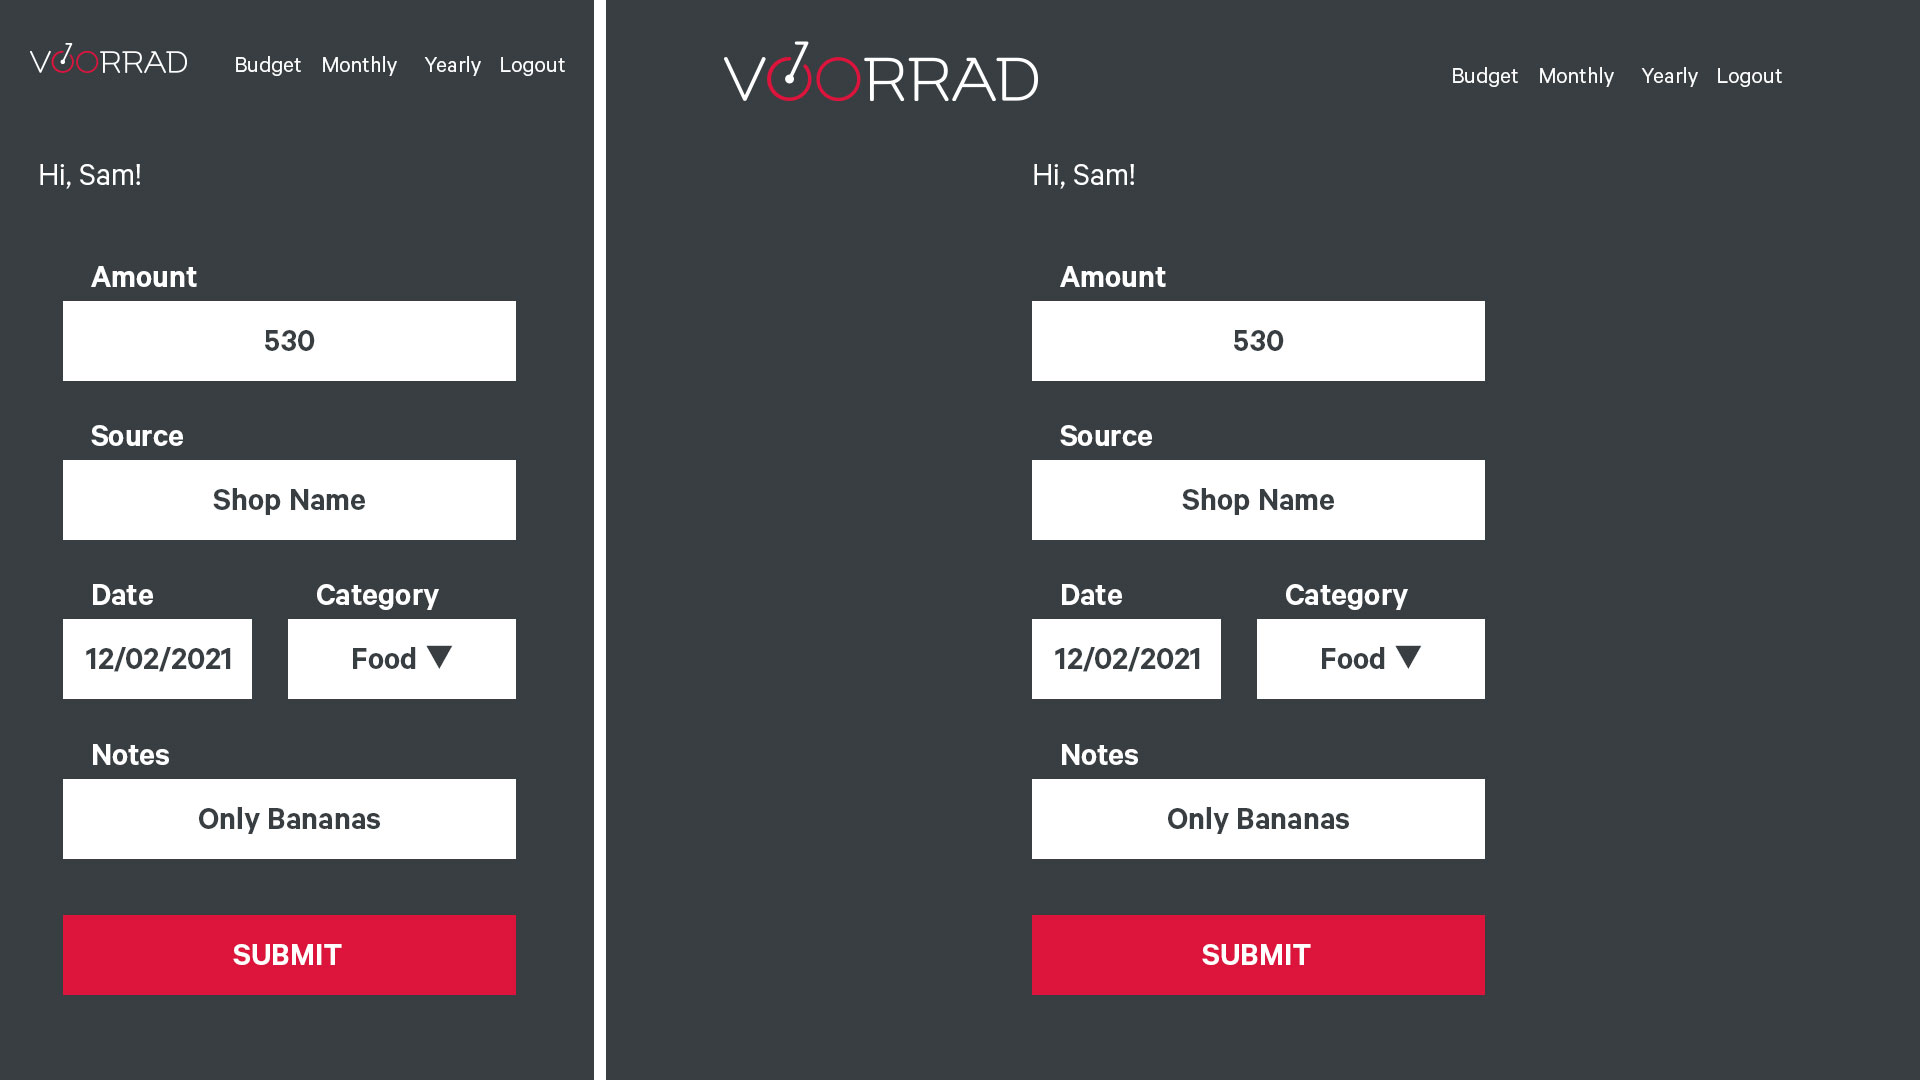 VOORRAD Budget Monthly Yearly Logout
Hi, Sam!
Amount
530
Source
Shop Name
Date Category
12/02/2021 Food ▼
Notes
Only Bananas
SUBMIT
VOORRAD Budget Monthly Yearly Logout
Hi, Sam!
Amount
530
Source
Shop Name
Date Category
12/02/2021 Food ▼
Notes
Only Bananas
SUBMIT